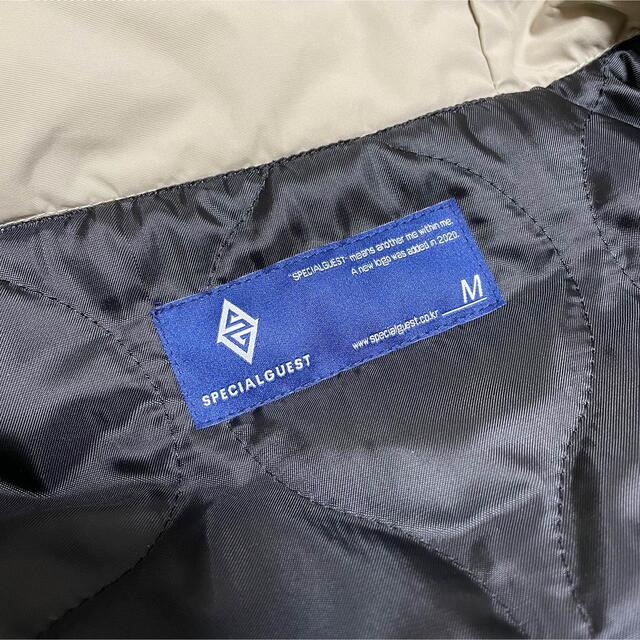 "SPECIALGUEST" means another me within me.
A new logo was added in 2020.
M
www.specialguest.co.kr
SPECIALGUEST